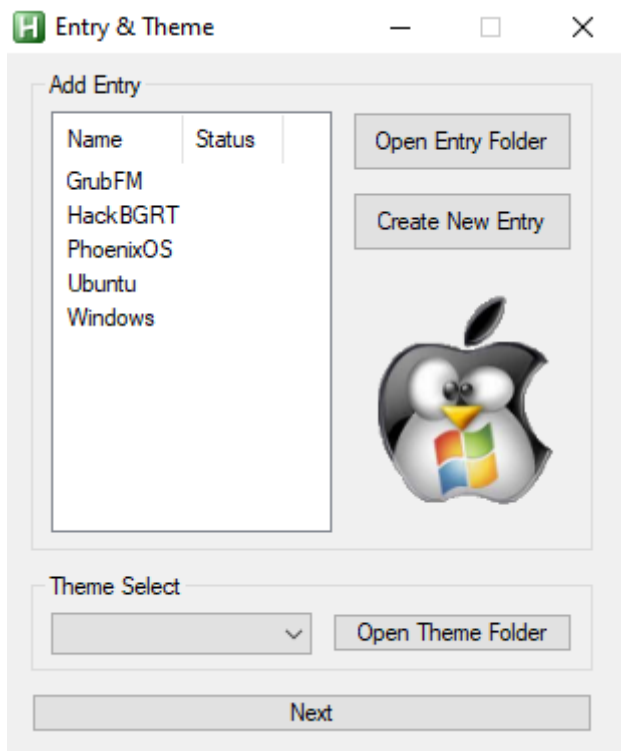 Entry & Theme
Add Entry
Name Status
GrubFM
HackBGRT
PhoenixOS
Ubuntu
Windows
Open Entry Folder
Create New Entry
Theme Select
Open Theme Folder
Next